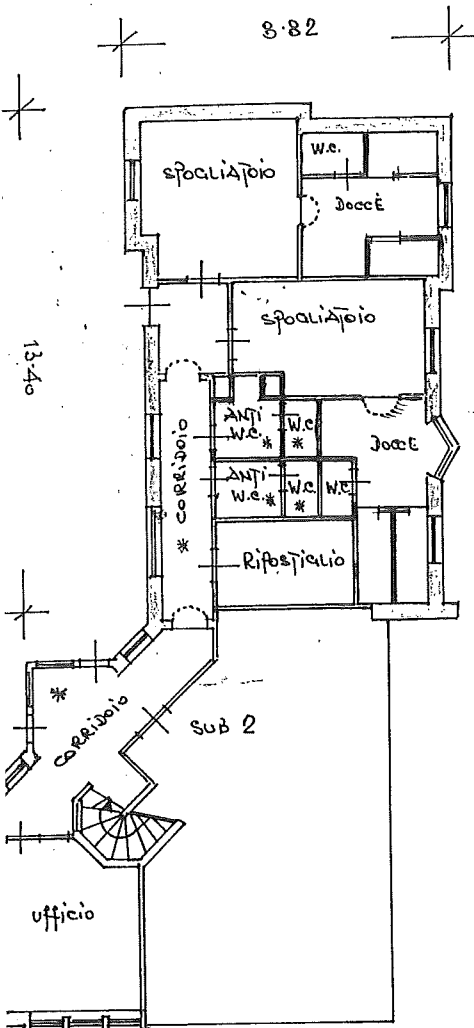 8.82
W.C.
SPOGLIATOIO
DOCCE
SPOGLIATOIO
13.40
ANTI
W.C. *
W.C.
*
DOCCE
* CORRIDOIO
ANTI
W.C. *
W.C.
*
W.C.
RIPOSTIGLIO
*
CORRIDOIO
SUB 2
ufficio